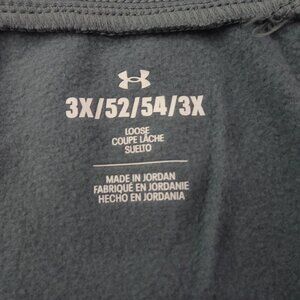 3X/52/54/3X
LOOSE
COUPE LÂCHE
SUELTO
MADE IN JORDAN
FABRIQUÉ EN JORDANIE
HECHO EN JORDANIA